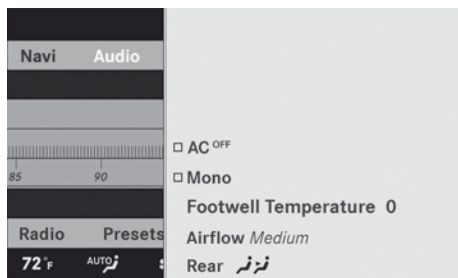 Navi Audio
85 90
Radio Presets
72°F AUTO
□ AC OFF
□ Mono
Footwell Temperature 0
Airflow Medium
Rear